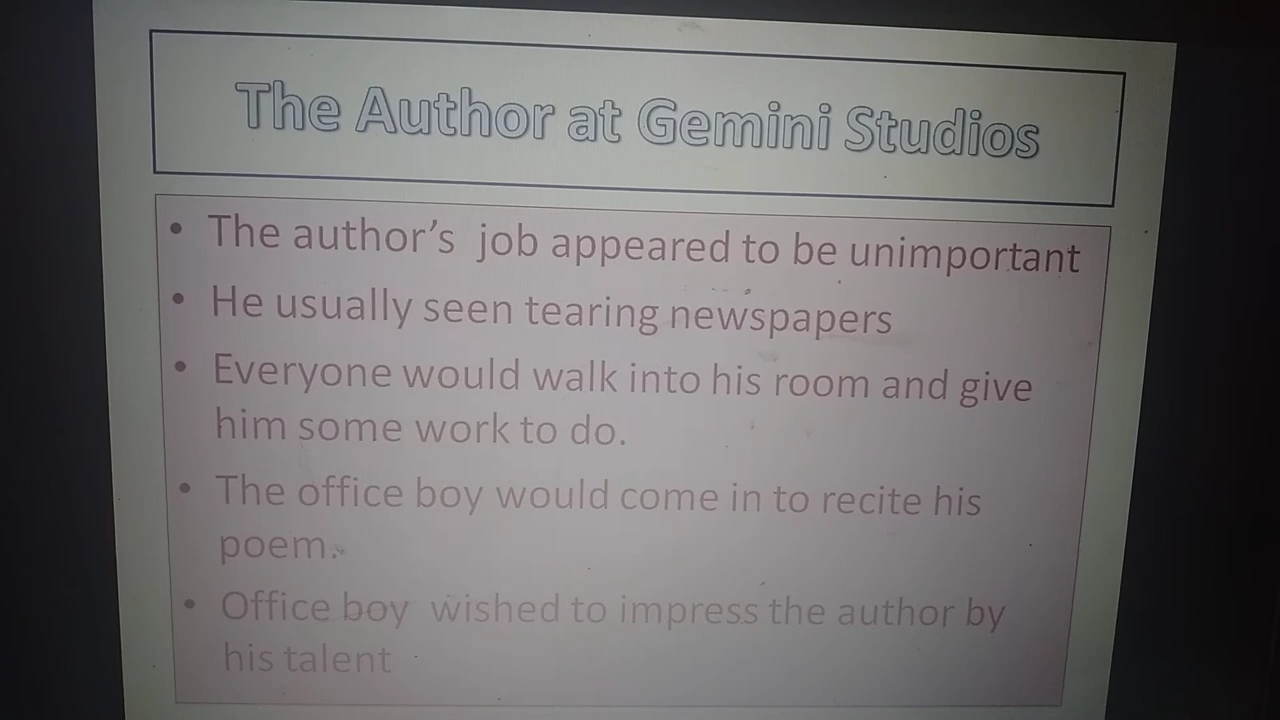 The Author at Gemini Studios
• The author's job appeared to be unimportant
• He usually seen tearing newspapers
• Everyone would walk into his room and give
him some work to do.
• The office boy would come in to recite his
poem.
• Office boy wished to impress the author by
his talent